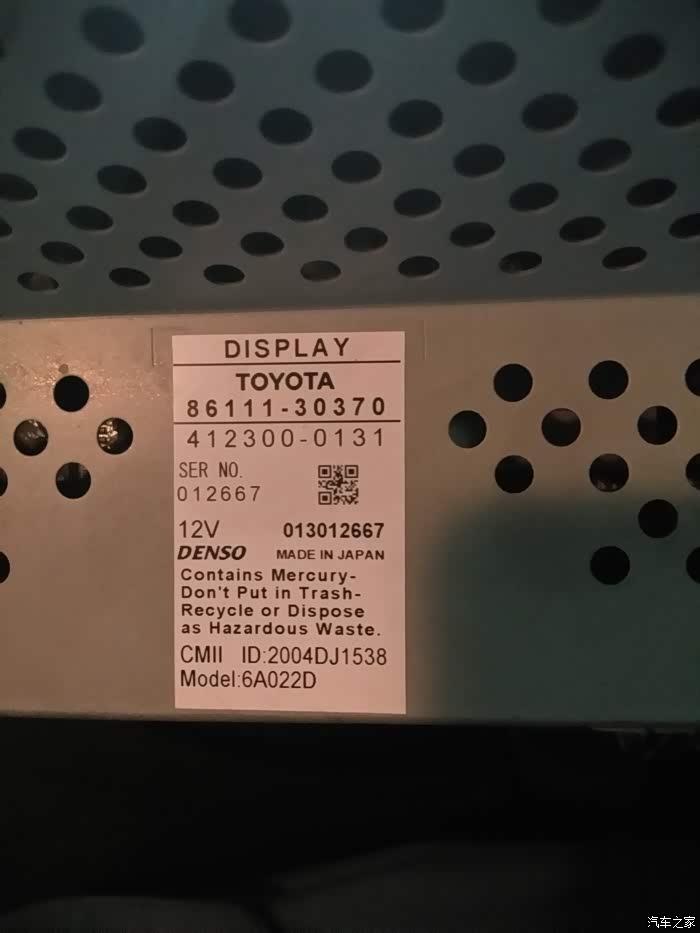 DISPLAY
TOYOTA
86111-30370
412300-0131
SER NO.
012667
12V 013012667
DENSO MADE IN JAPAN
Contains Mercury-
Don't Put in Trash-
Recycle or Dispose
as Hazardous Waste.
CMII ID:2004DJ1538
Model:6A022D
汽车之家